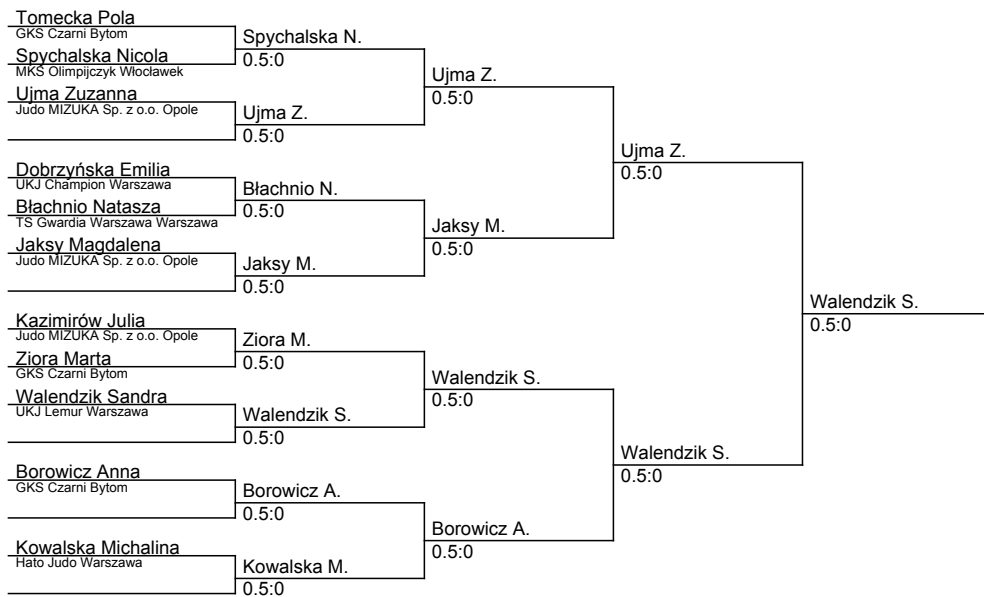 Tomecka Pola
GKS Czarni Bytom
Spychalska Nicola
MKS Olimpijczyk Włocławek
Ujma Zuzanna
Judo MIZUKA Sp. z o.o. Opole
Dobrzyńska Emilia
UKJ Champion Warszawa
Błachnio Natasza
TS Gwardia Warszawa Warszawa
Jaksy Magdalena
Judo MIZUKA Sp. z o.o. Opole
Kazimirów Julia
Judo MIZUKA Sp. z o.o. Opole
Ziora Marta
GKS Czarni Bytom
Walendzik Sandra
UKJ Lemur Warszawa
Borowicz Anna
GKS Czarni Bytom
Kowalska Michalina
Hato Judo Warszawa
Spychalska N.
0.5:0
Ujma Z.
0.5:0
Błachnio N.
0.5:0
Jaksy M.
0.5:0
Ziora M.
0.5:0
Walendzik S.
0.5:0
Borowicz A.
0.5:0
Kowalska M.
0.5:0
Ujma Z.
0.5:0
Jaksy M.
0.5:0
Walendzik S.
0.5:0
Borowicz A.
0.5:0
Ujma Z.
0.5:0
Walendzik S.
0.5:0
Walendzik S.
0.5:0